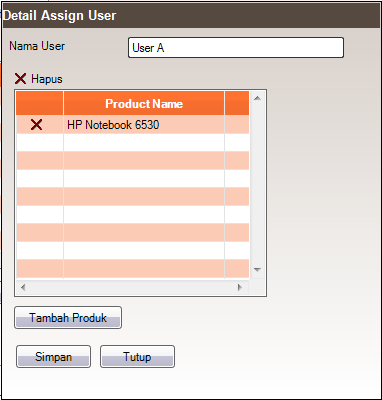 Detail Assign User
Nama User
User A
Hapus
Product Name
HP Notebook 6530
Tambah Produk
Simpan
Tutup